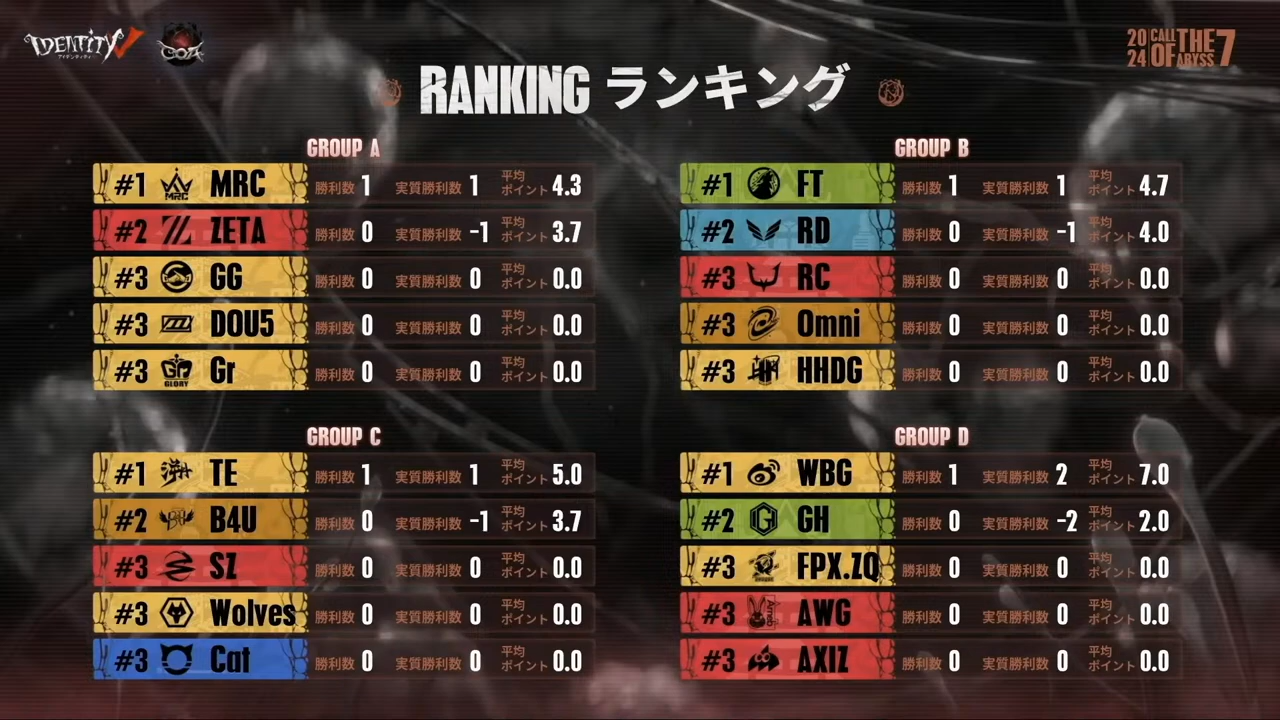 IDENTITY V
アイデンティティV
COA
2024 CALL OF THE ABYSS 7
RANKING ランキング
GROUP A
#1 MRC MRC 勝利数 1 実質勝利数 1 平均ポイント 4.3
#2 ZETA 勝利数 0 実質勝利数 -1 平均ポイント 3.7
#3 GG 勝利数 0 実質勝利数 0 平均ポイント 0.0
#3 DOU5 勝利数 0 実質勝利数 0 平均ポイント 0.0
#3 GR GLORY Gr 勝利数 0 実質勝利数 0 平均ポイント 0.0
GROUP B
#1 FT 勝利数 1 実質勝利数 1 平均ポイント 4.7
#2 RD 勝利数 0 実質勝利数 -1 平均ポイント 4.0
#3 RC 勝利数 0 実質勝利数 0 平均ポイント 0.0
#3 Omni 勝利数 0 実質勝利数 0 平均ポイント 0.0
#3 HHDG 勝利数 0 実質勝利数 0 平均ポイント 0.0
GROUP C
#1 TE 勝利数 1 実質勝利数 1 平均ポイント 5.0
#2 B4U 勝利数 0 実質勝利数 -1 平均ポイント 3.7
#3 SZ 勝利数 0 実質勝利数 0 平均ポイント 0.0
#3 Wolves 勝利数 0 実質勝利数 0 平均ポイント 0.0
#3 Cat 勝利数 0 実質勝利数 0 平均ポイント 0.0
GROUP D
#1 WBG 勝利数 1 実質勝利数 2 平均ポイント 7.0
#2 GH 勝利数 0 実質勝利数 -2 平均ポイント 2.0
#3 FPX.ZQ 勝利数 0 実質勝利数 0 平均ポイント 0.0
#3 AWG 勝利数 0 実質勝利数 0 平均ポイント 0.0
#3 AXIZ 勝利数 0 実質勝利数 0 平均ポイント 0.0